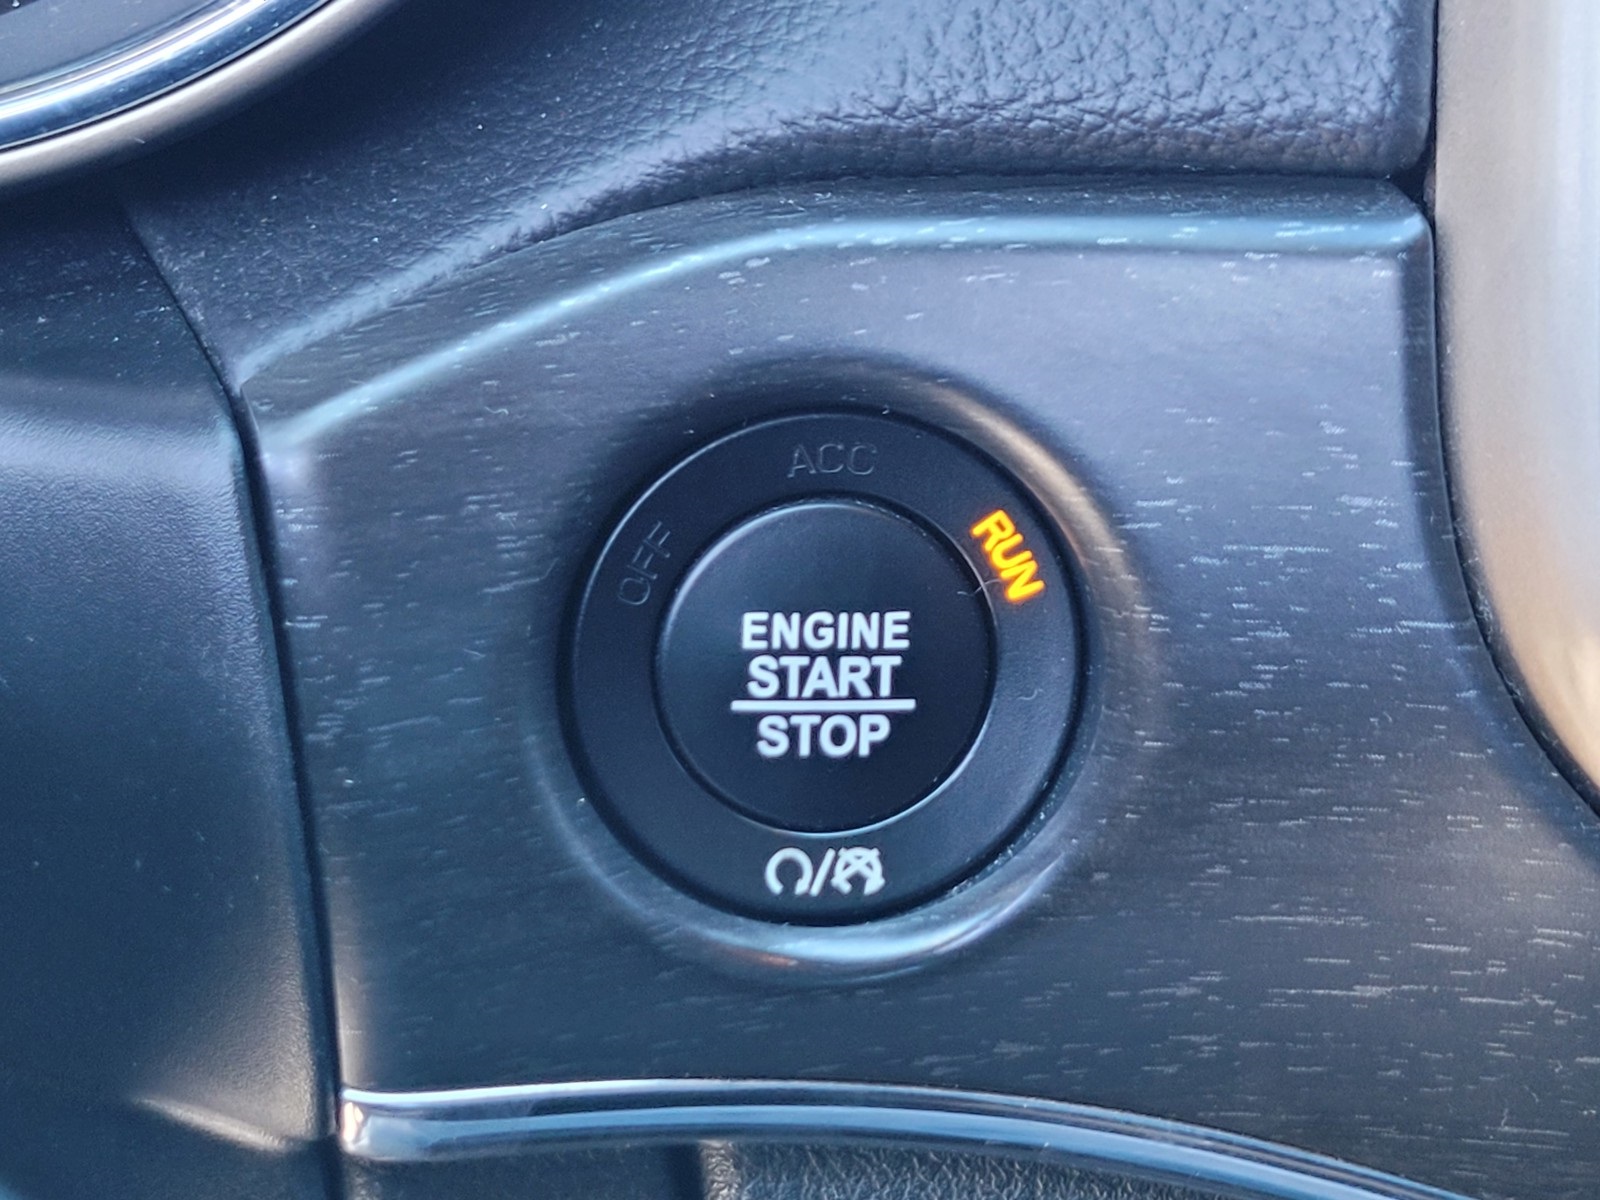 ACC
OFF
RUN
ENGINE
START
STOP